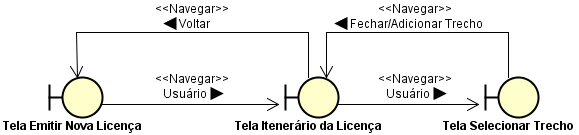 <<Navegar>>
◀ Voltar
<<Navegar>>
◀ Fechar/Adicionar Trecho
<<Navegar>>
Usuário ▶
<<Navegar>>
Usuário ▶
Tela Emitir Nova Licença
Tela Itenerário da Licença
Tela Selecionar Trecho